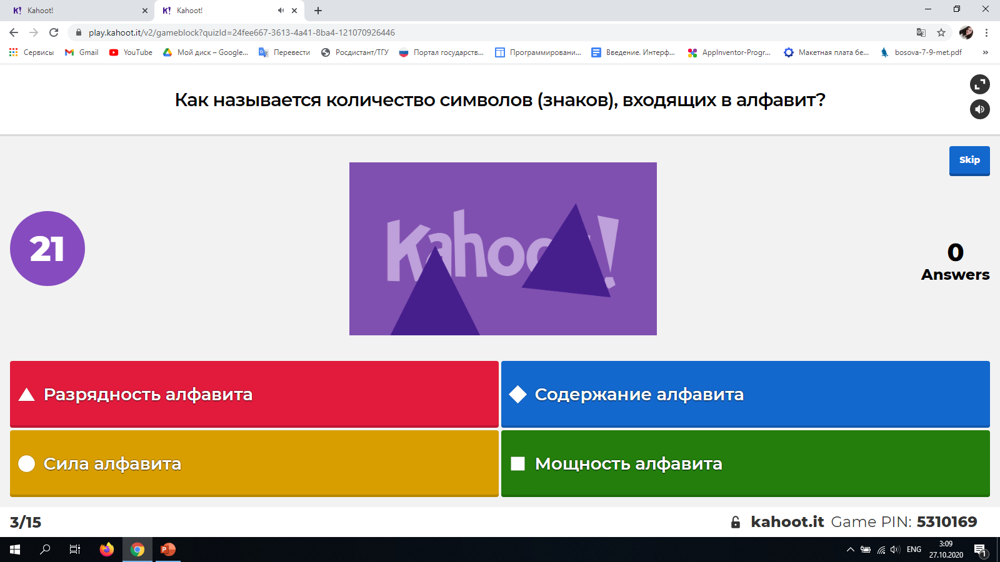 Kahoot!
Kahoot!
play.kahoot.it/v2/gameblock?quizId=24fee667-3613-4a41-8ba4-121070926446
Сервисы Gmail YouTube Мой диск – Google... Перевести Росдистант/ТГУ Портал государств... Программировани... Введение. Интерф... AppInventor-Progr... Макетная плата бе... bosova-7-9-met.pdf »
Как называется количество символов (знаков), входящих в алфавит?
Skip
21
Kahoot!
0
Answers
Разрядность алфавита
Содержание алфавита
Сила алфавита
Мощность алфавита
3/15
kahoot.it Game PIN: 5310169
ENG
3:09
27.10.2020
1